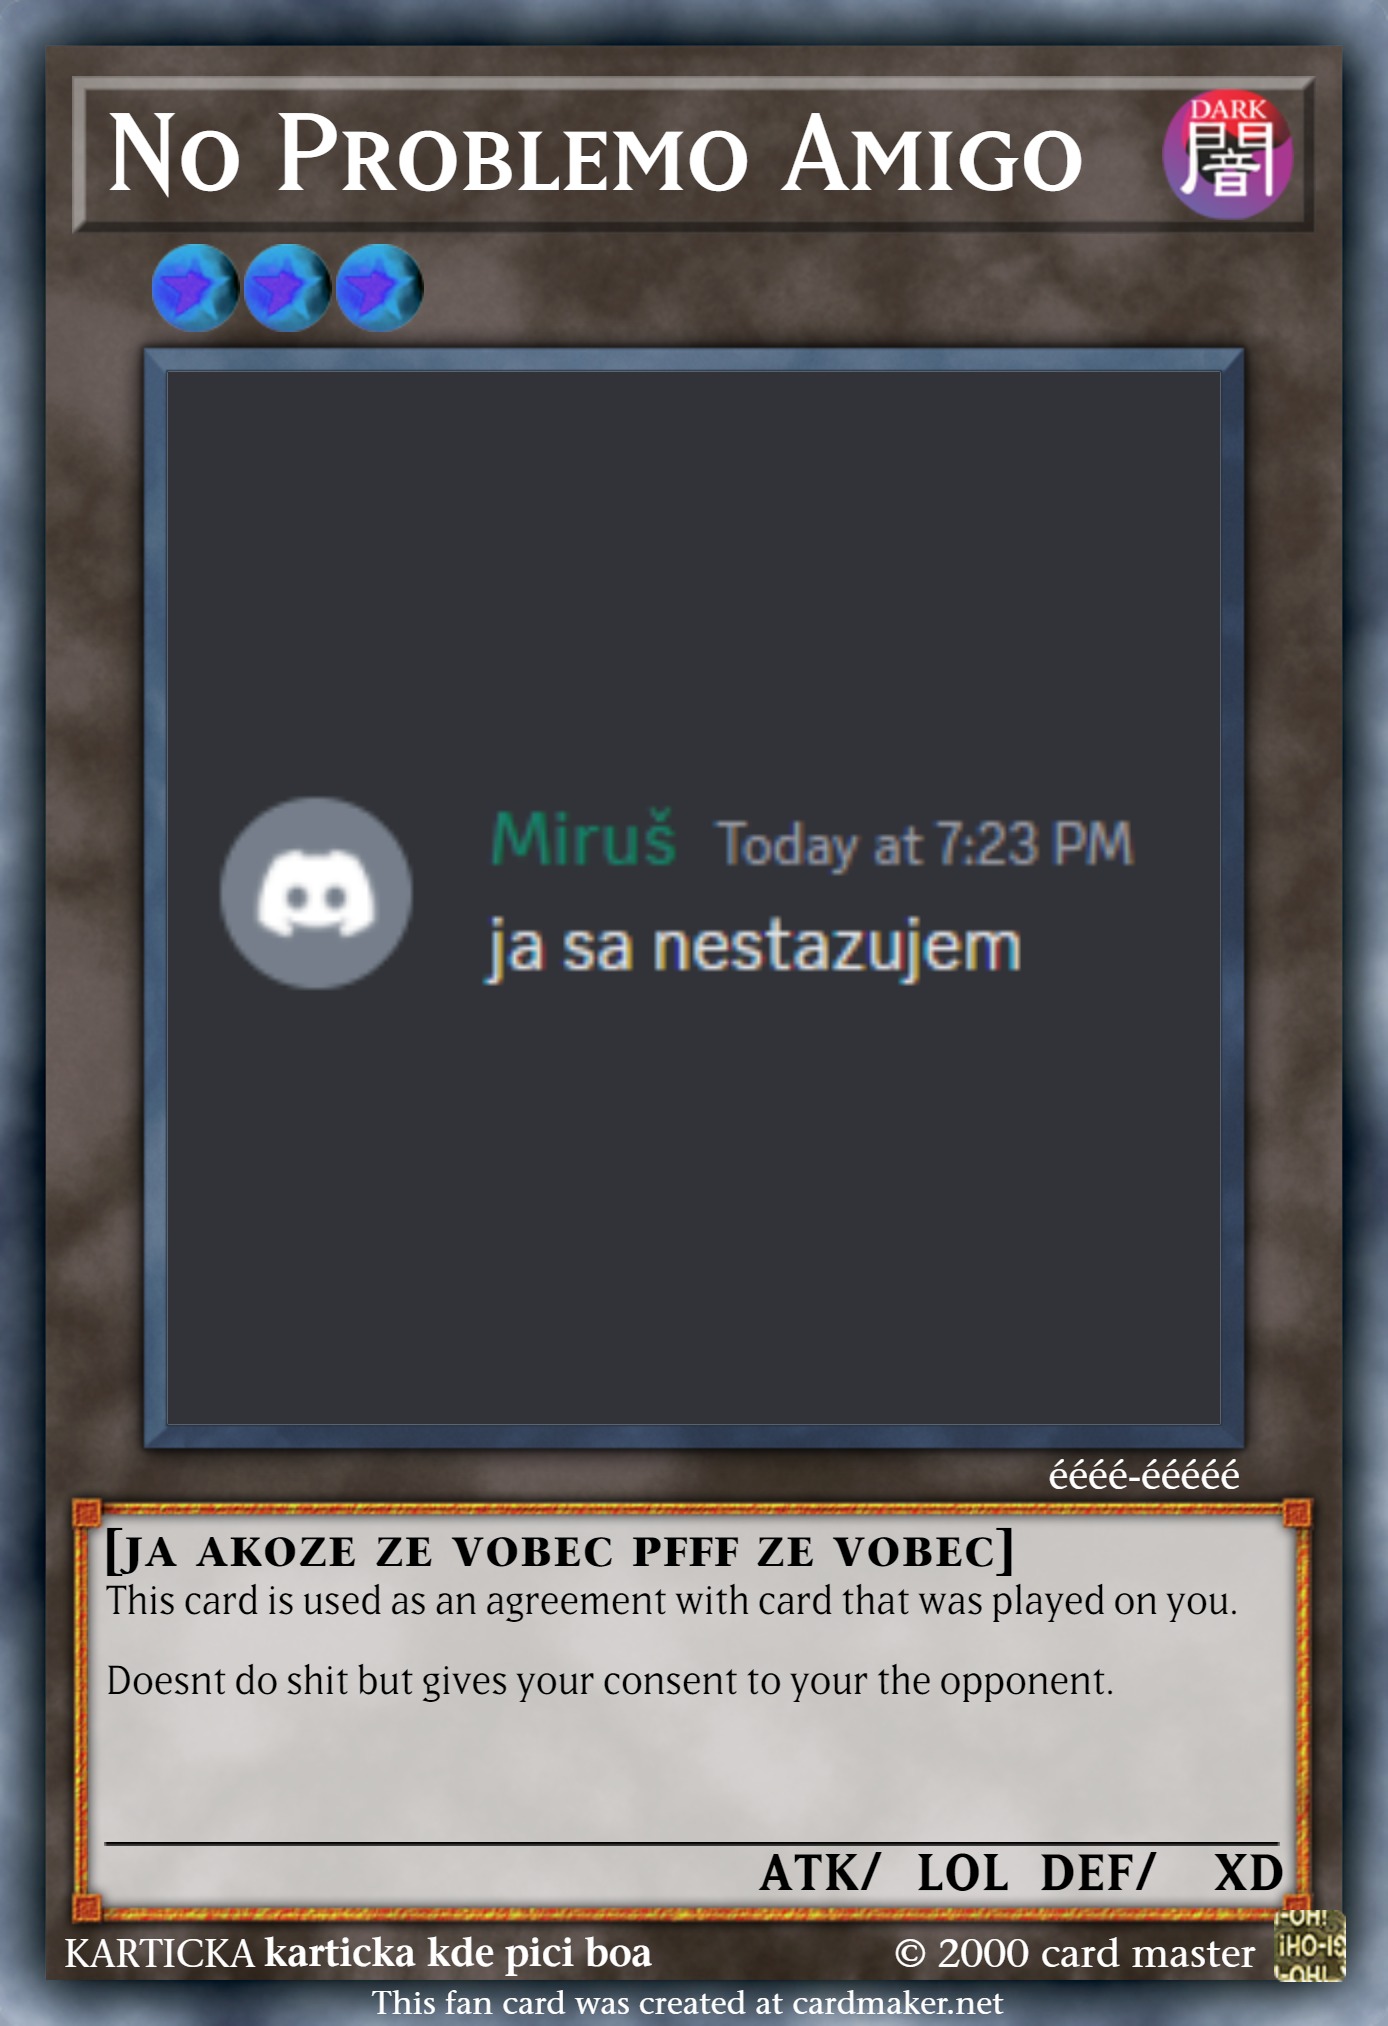 No Problemo Amigo
DARK
闇
Miruš Today at 7:23 PM
ja sa nestazujem
éééé-ééééé
[JA AKOZE ZE VOBEC PFFF ZE VOBEC]
This card is used as an agreement with card that was played on you.
Doesnt do shit but gives your consent to your the opponent.
ATK/ LOL DEF/ XD
KARTICKA karticka kde pici boa
© 2000 card master
This fan card was created at cardmaker.net